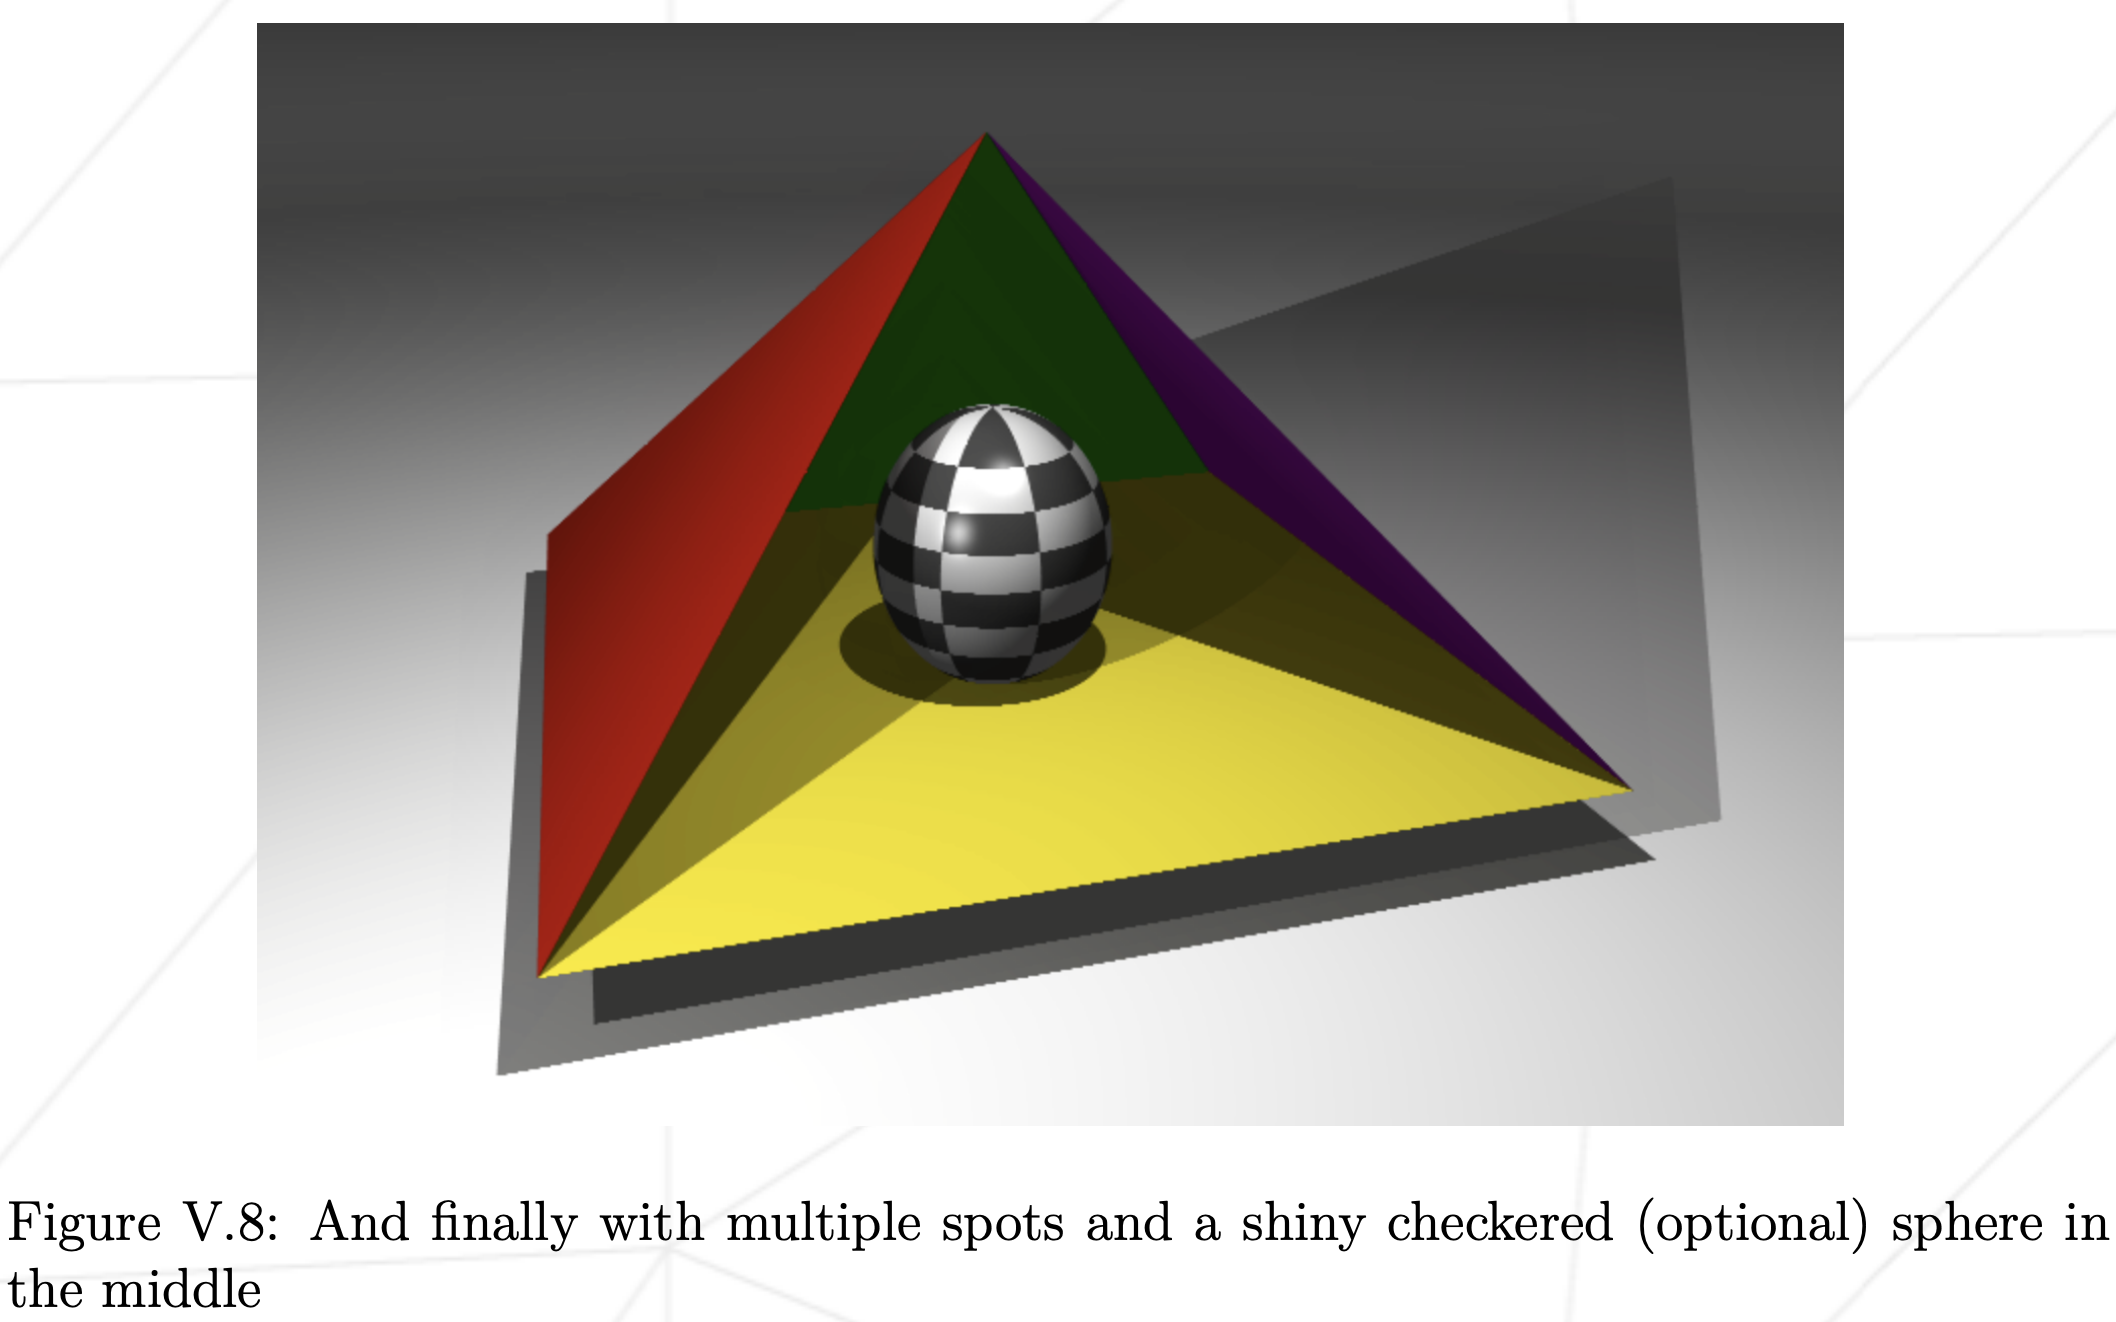 Figure V.8: And finally with multiple spots and a shiny checkered (optional) sphere in
the middle